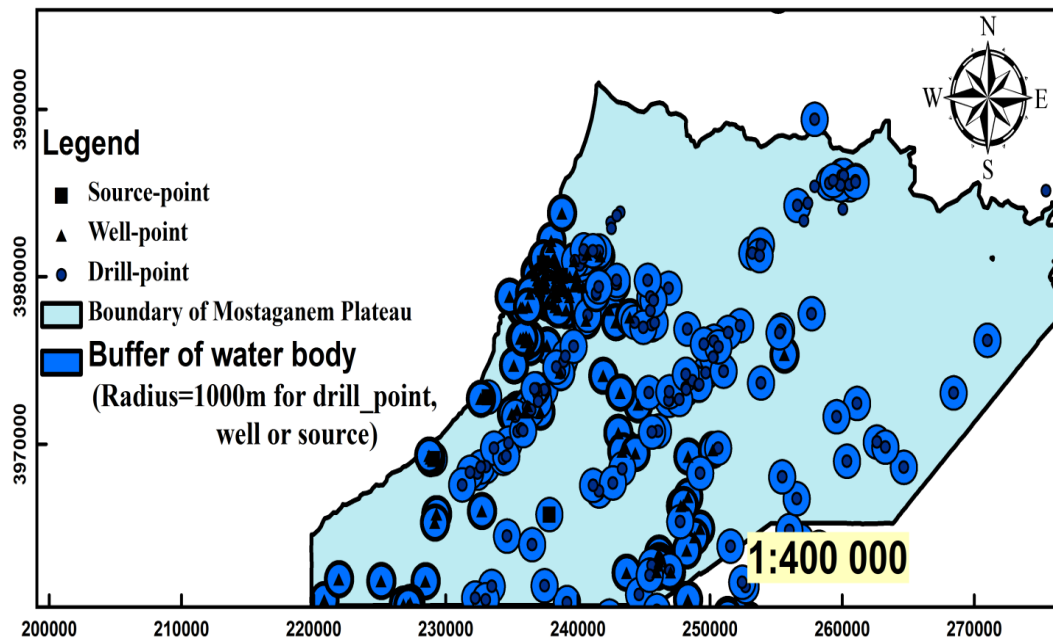 N
W E
S
Legend
Source-point
Well-point
Drill-point
Boundary of Mostaganem Plateau
Buffer of water body
(Radius=1000m for drill_point,
well or source)
1:400 000
3990000
3980000
3970000
200000 210000 220000 230000 240000 250000 260000 270000